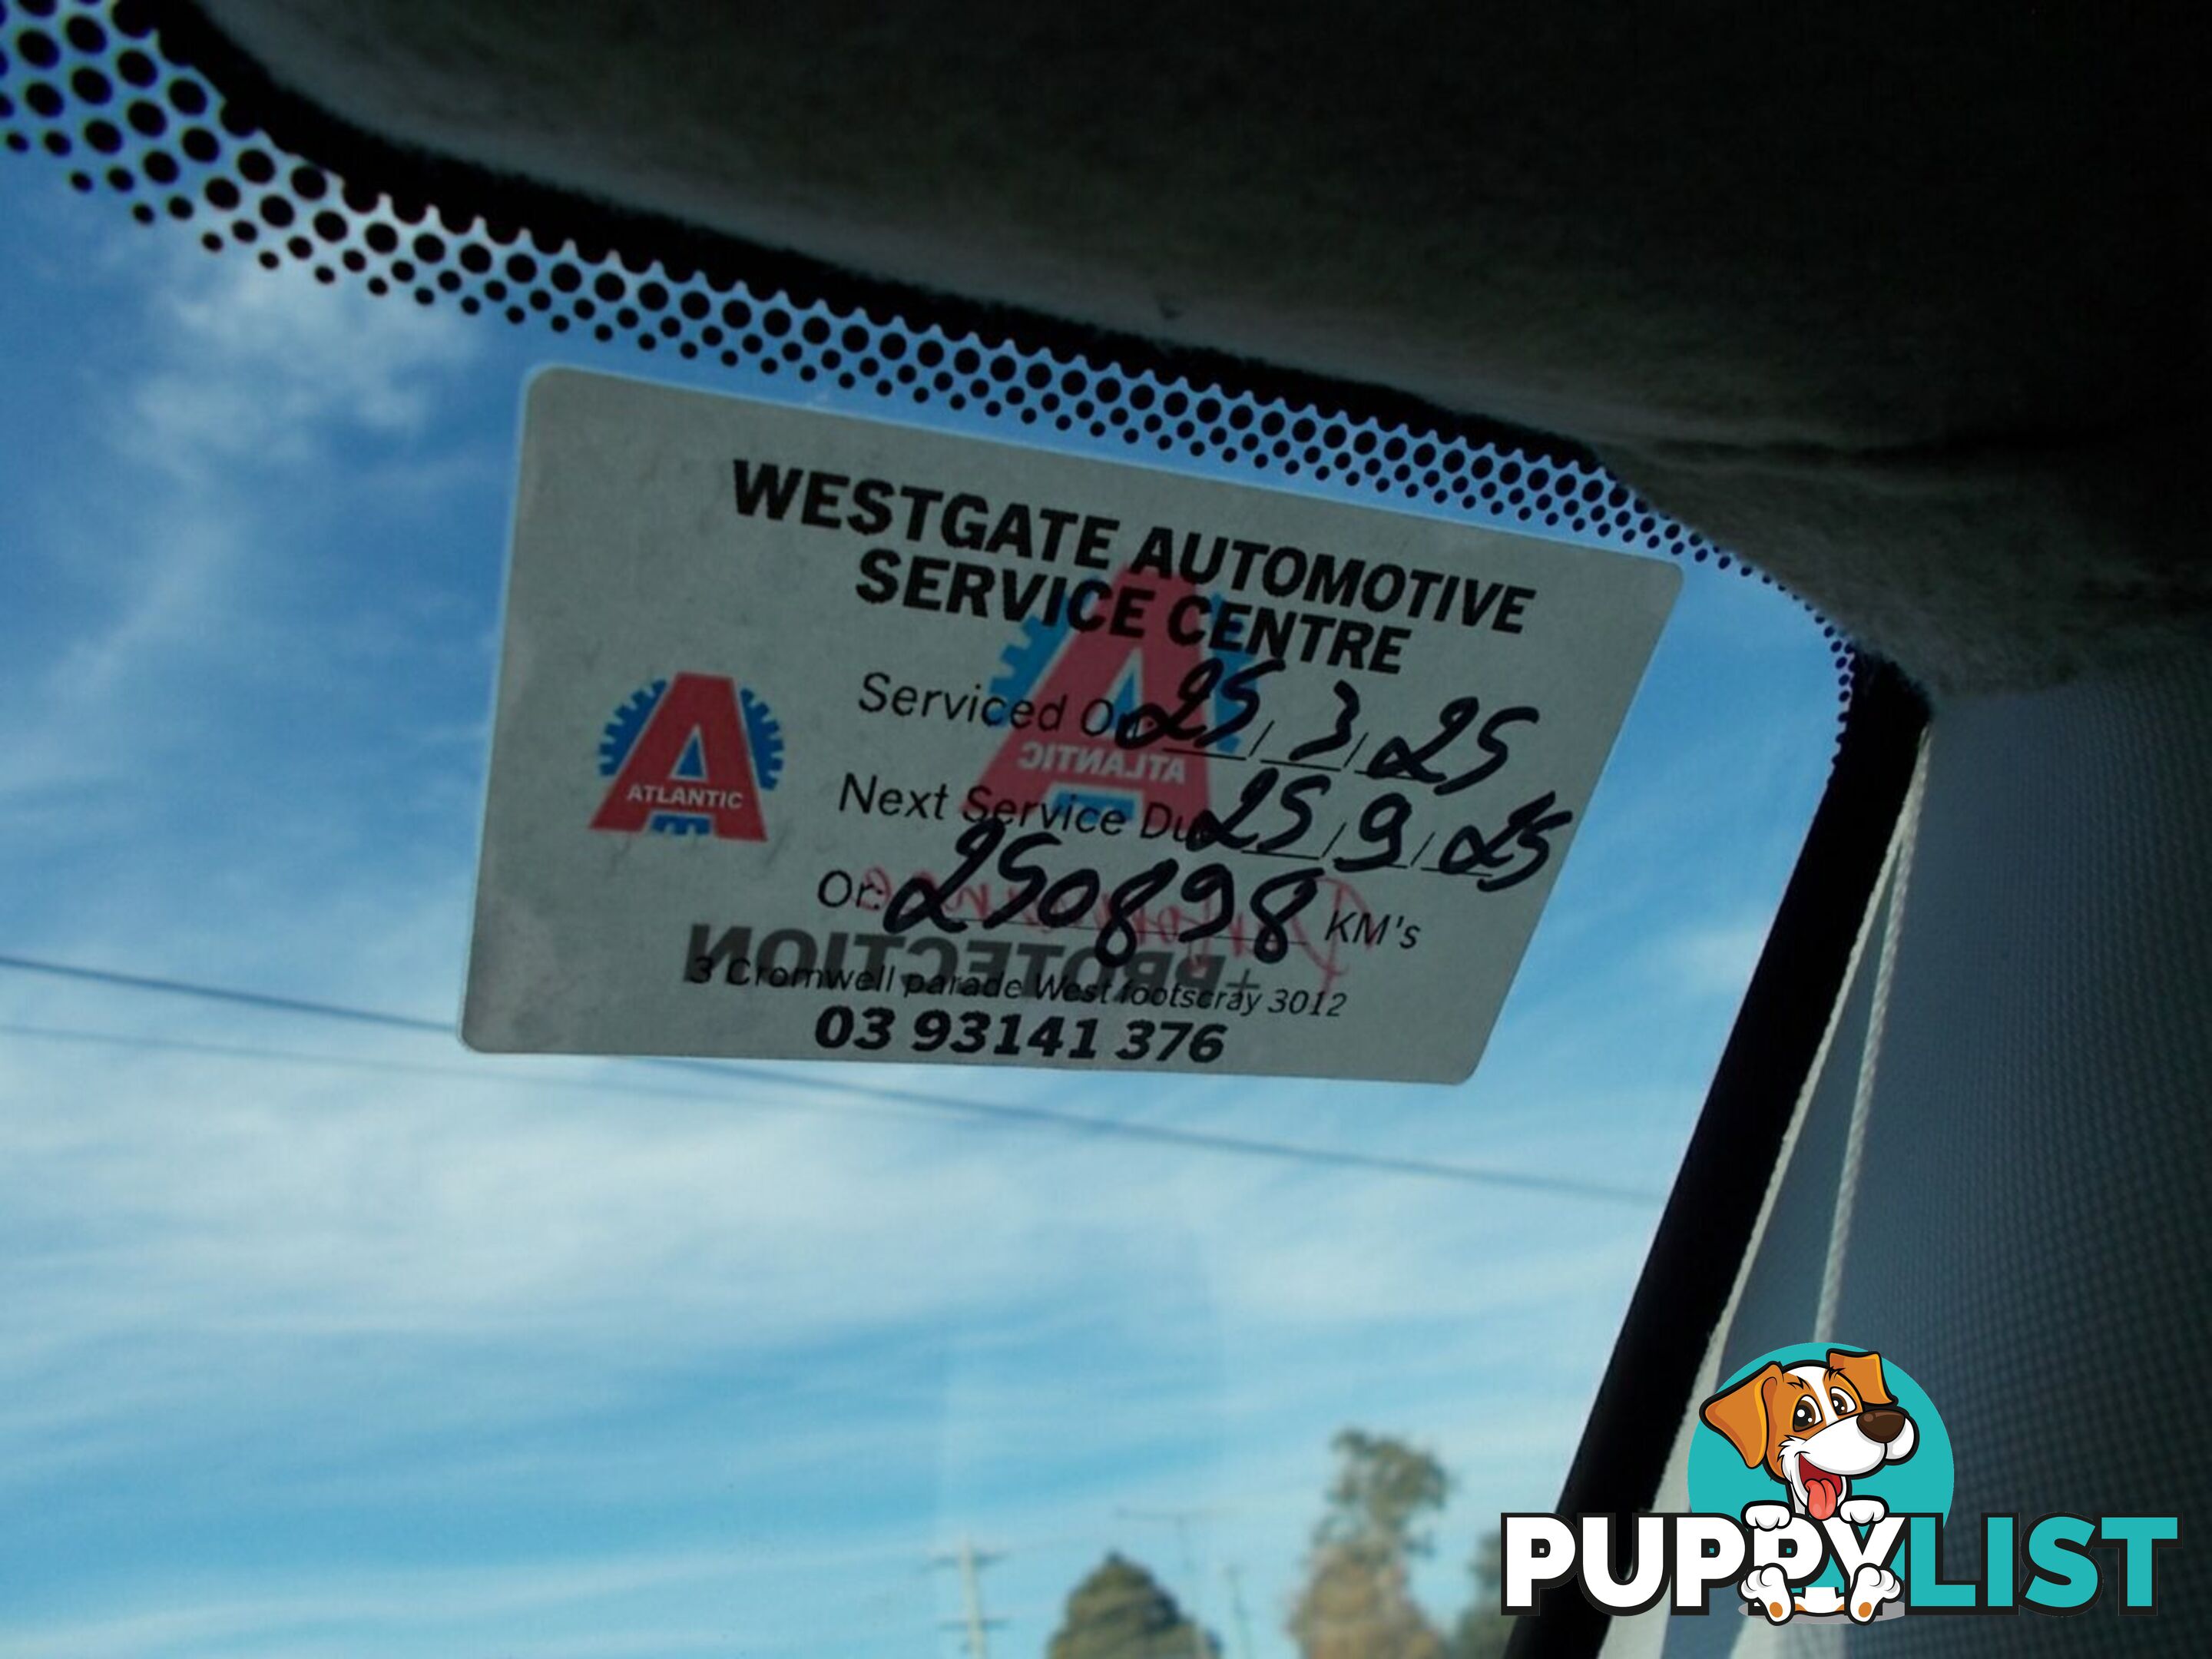 WESTGATE AUTOMOTIVE
SERVICE CENTRE
Serviced On: 25/3/25
ATLANTIC
ATLANTIC
Next Service Due 25/9/25
Or: 250898 KM's
PROTECTION
3 Cromwell parade West footscray 3012
03 93141 376
PUPPYLIST